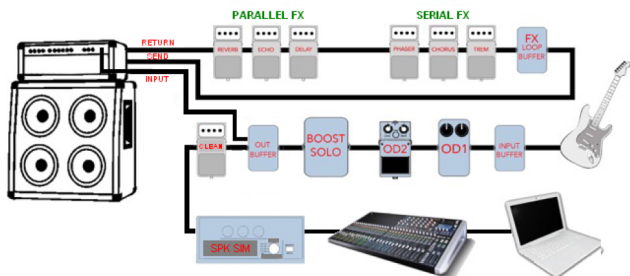 PARALLEL FX
SERIAL FX
RETURN
SEND
INPUT
REVERB
ECHO
DELAY
PHASER
CHORUS
TREM
FX
LOOP
BUFFER
CLEAN
OUT
BUFFER
BOOST
SOLO
OD2
OD1
INPUT
BUFFER
SPK SIM